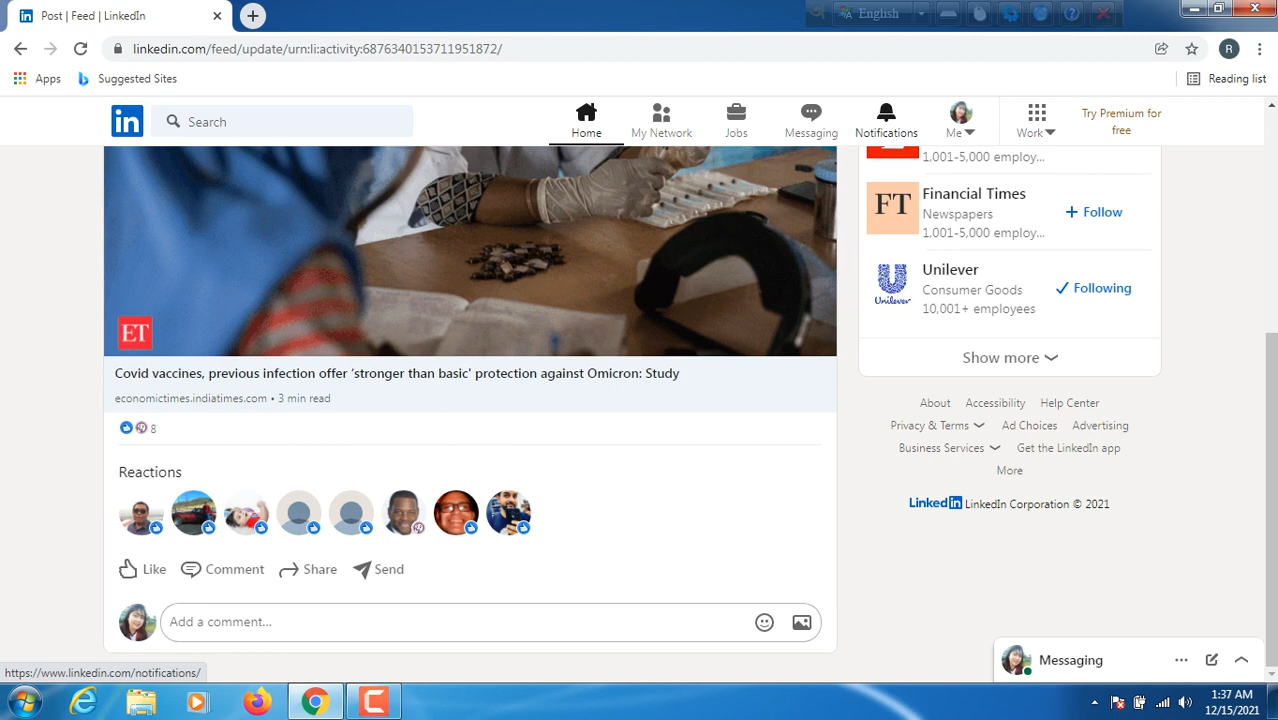 Post | Feed | LinkedIn
English
linkedin.com/feed/update/urn:li:activity:6876340153711951872/
R
Apps
Suggested Sites
Reading list
in
Search
Home
My Network
Jobs
Messaging
Notifications
Me
Work
Try Premium for
free
1,001-5,000 employ...
FT
Financial Times
Newspapers
1,001-5,000 employ...
Follow
Unilever
Unilever
Consumer Goods
10,001+ employees
Following
Show more
ET
Covid vaccines, previous infection offer 'stronger than basic' protection against Omicron: Study
economictimes.indiatimes.com • 3 min read
8
Reactions
Like
Comment
Share
Send
Add a comment...
About
Accessibility
Help Center
Privacy & Terms
Ad Choices
Advertising
Business Services
Get the LinkedIn app
More
LinkedIn LinkedIn Corporation © 2021
Messaging
https://www.linkedin.com/notifications/
1:37 AM
12/15/2021